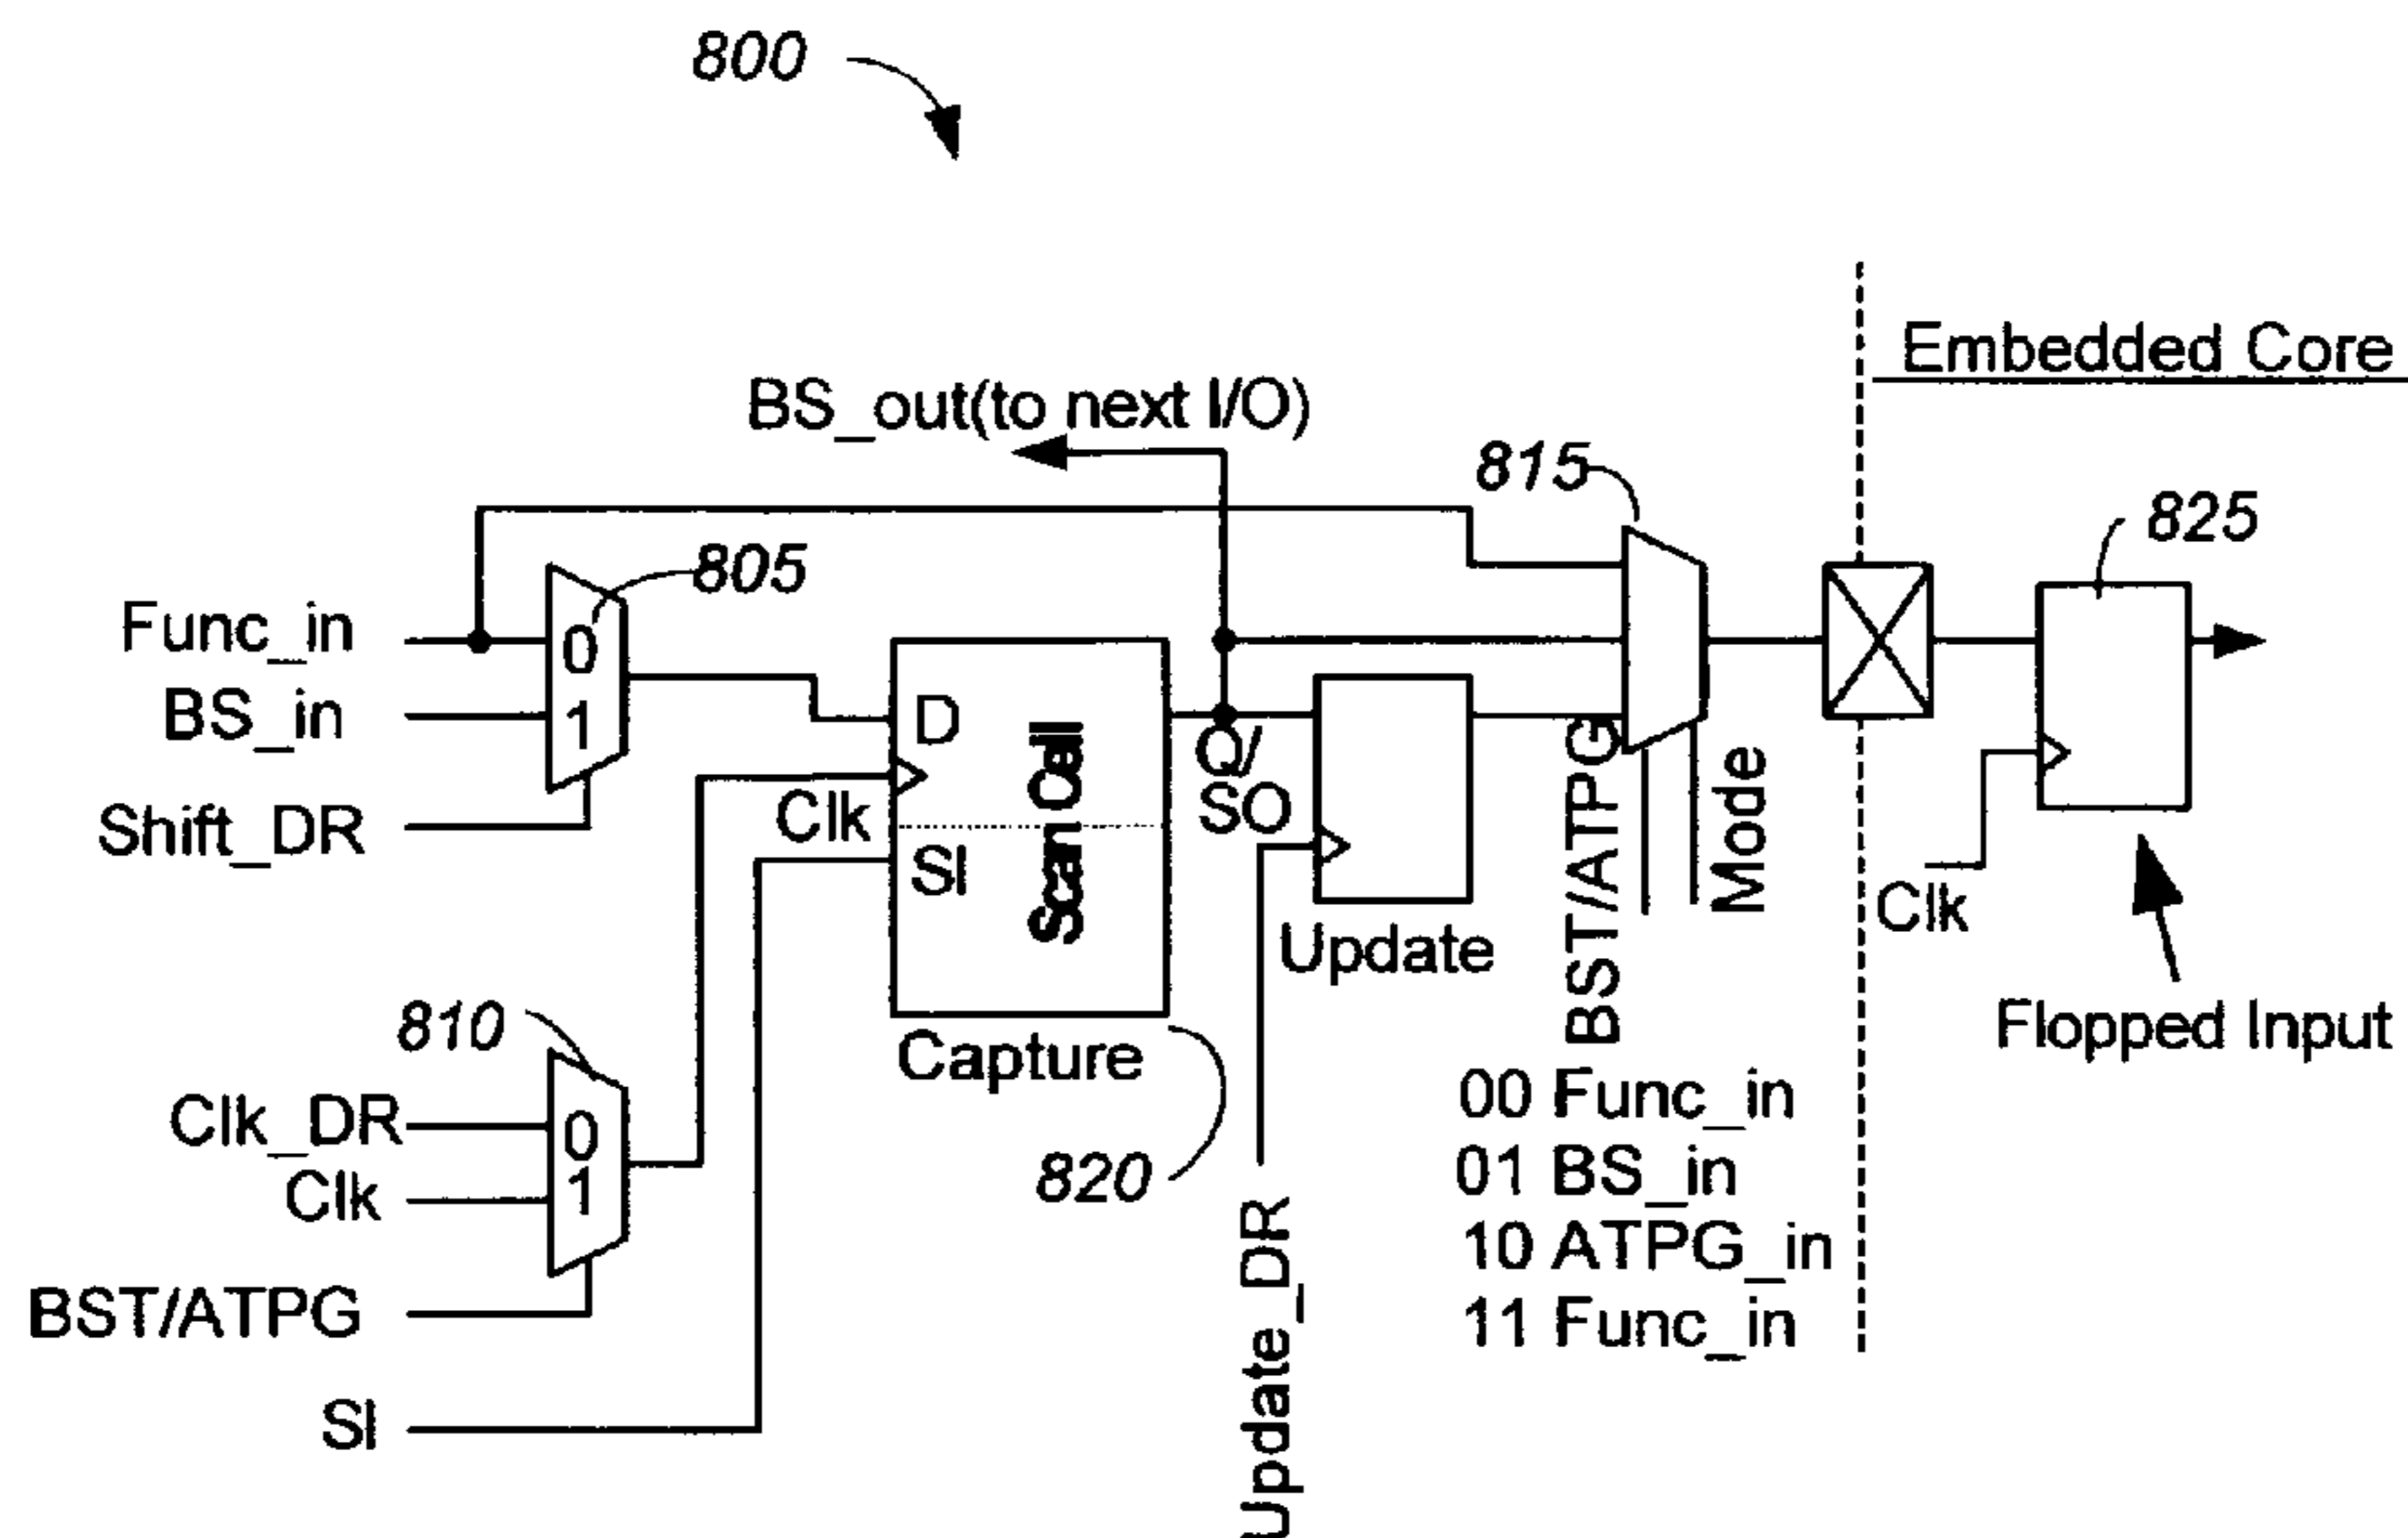 800
Embedded Core
BS_out(to next I/O)
815
825
805
Func_in
0
BS_in
1
D
Scan Cell
Q/
SO
BST/ATPG
Mode
Shift_DR
Clk
SI
Clk
Update
Flopped Input
810
Capture
Clk_DR
0
Clk
1
820
00 Func_in
01 BS_in
10 ATPG_in
11 Func_in
Update_DR
BST/ATPG
SI